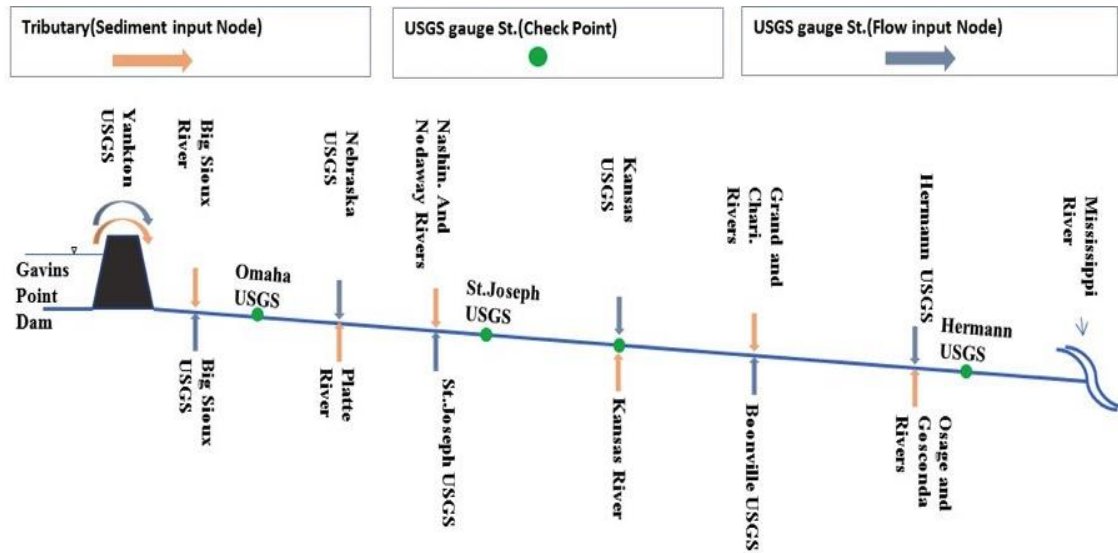 Tributary(Sediment input Node)
USGS gauge St.(Check Point)
USGS gauge St.(Flow input Node)
Yankton
USGS
Big Sioux
River
Nebraska
USGS
Nashin. And
Nodaway Rivers
Kansas
USGS
Grand and
Chari.
Rivers
Hermann USGS
Mississippi
River
Gavins
Point
Dam
Omaha
USGS
St.Joseph
USGS
Hermann
USGS
Big Sioux
USGS
Platte
River
St.Joseph USGS
Kansas River
Boonville USGS
Osage and
Gosconda
Rivers